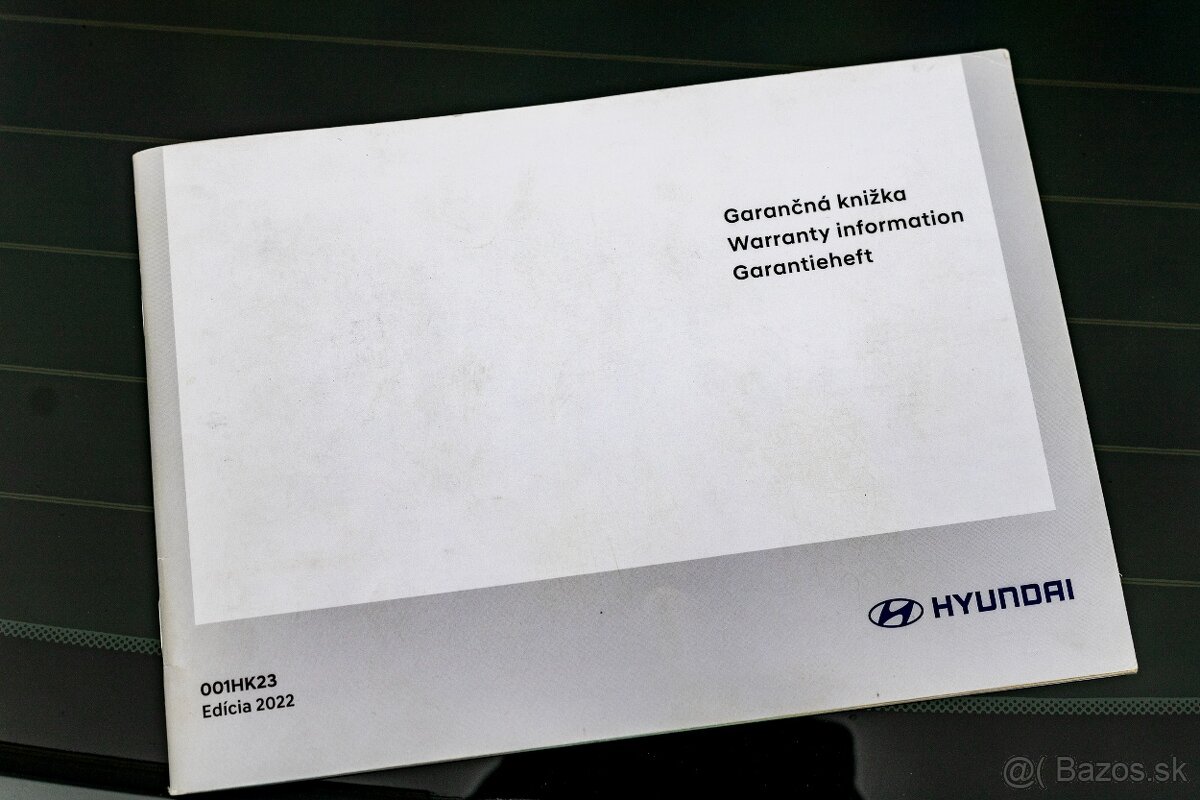 Garančná knižka
Warranty information
Garantieheft
HYUNDAI
001HK23
Edícia 2022
@( Bazos.sk